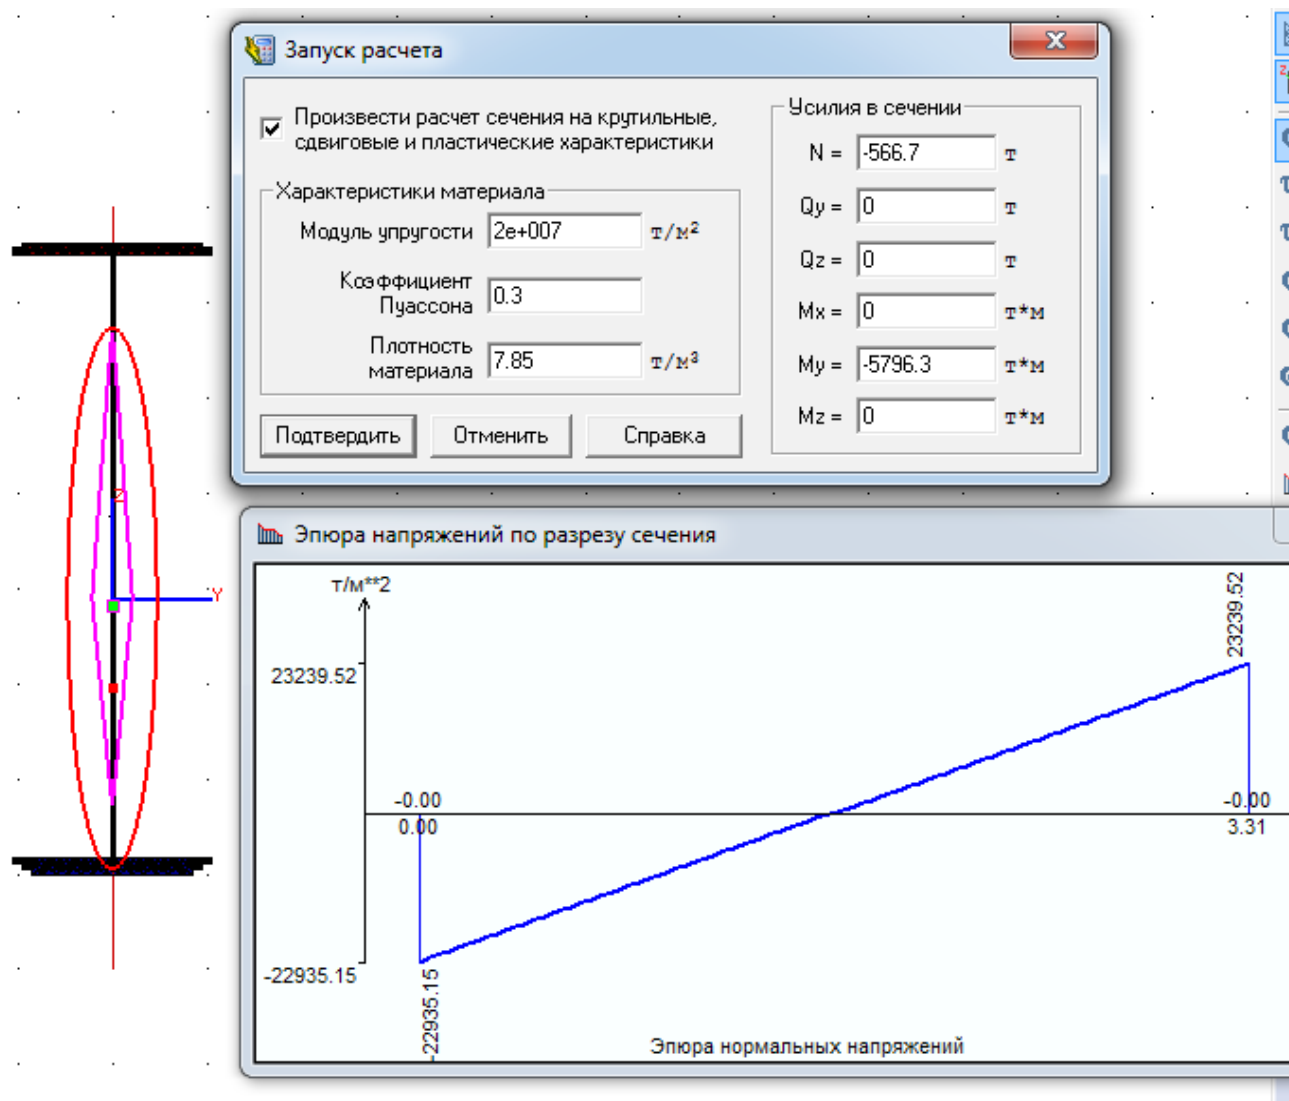 Запуск расчета
Произвести расчет сечения на крутильные,
сдвиговые и пластические характеристики
Характеристики материала
Модуль упругости 2e+007 т/м²
Коэффициент
Пуассона 0.3
Плотность
материала 7.85 т/м³
Подтвердить Отменить Справка
Усилия в сечении
N = -566.7 т
Qy = 0 т
Qz = 0 т
Mx = 0 т*м
My = -5796.3 т*м
Mz = 0 т*м
Z
Y
Эпюра напряжений по разрезу сечения
т/м**2
23239.52
23239.52
-0.00
0.00
-0.00
3.31
-22935.15
-22935.15
Эпюра нормальных напряжений